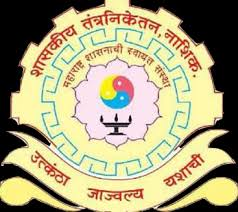 शासकीय तंत्रनिकेतन, नाशिक.
महाराष्ट्र शासनाची स्वायत्त संस्था
उत्कंठा जाज्वल्य यशाची